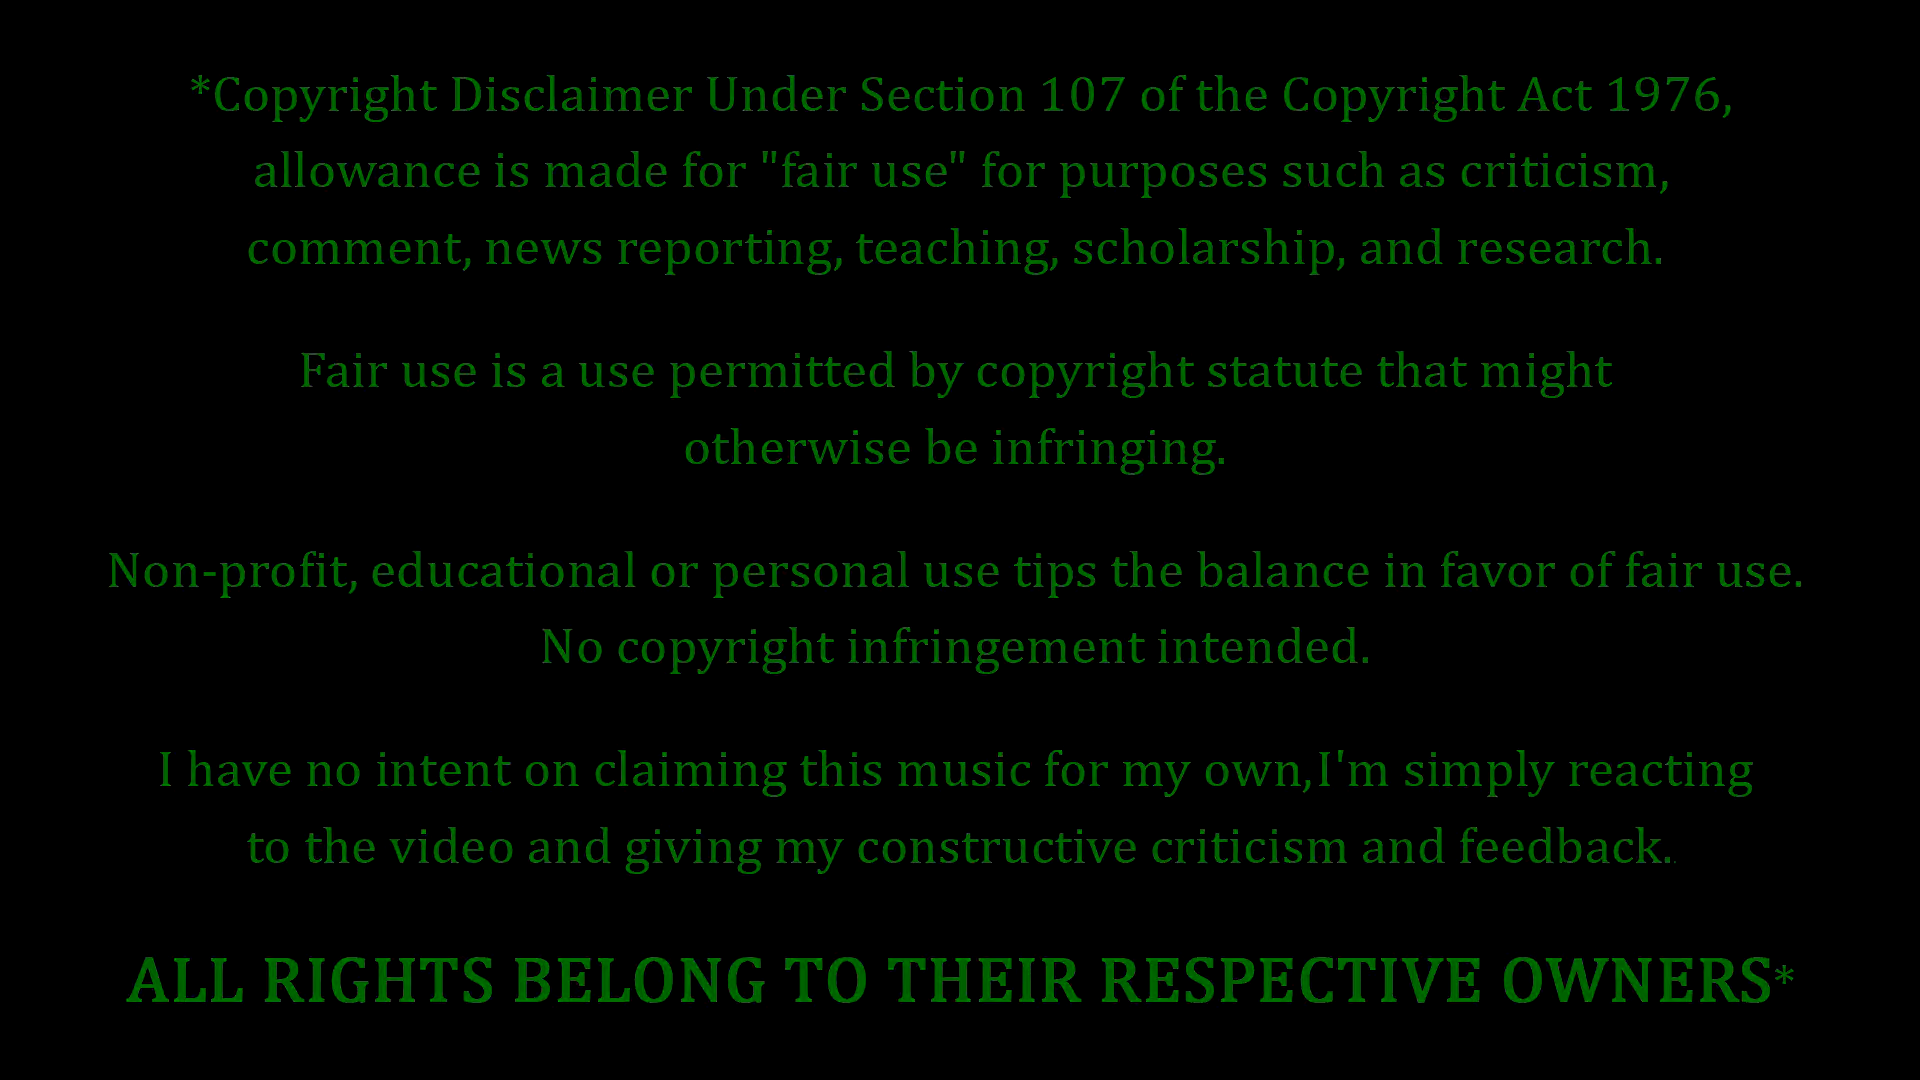 *Copyright Disclaimer Under Section 107 of the Copyright Act 1976,
allowance is made for "fair use" for purposes such as criticism,
comment, news reporting, teaching, scholarship, and research.
Fair use is a use permitted by copyright statute that might
otherwise be infringing.
Non-profit, educational or personal use tips the balance in favor of fair use.
No copyright infringement intended.
I have no intent on claiming this music for my own,I'm simply reacting
to the video and giving my constructive criticism and feedback..
ALL RIGHTS BELONG TO THEIR RESPECTIVE OWNERS*